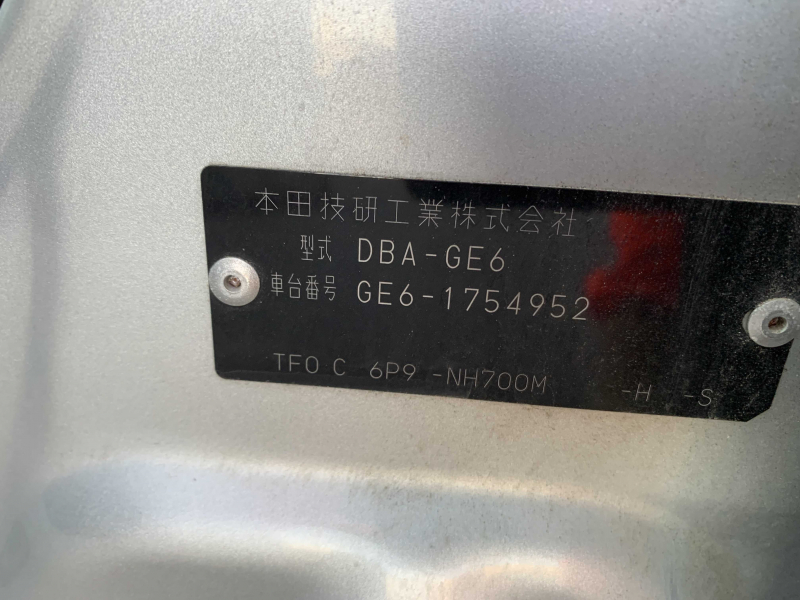 本田技研工業株式会社
型式 DBA-GE6
車台番号 GE6-1754952
TF0 C 6P9 -NH700M -H -S